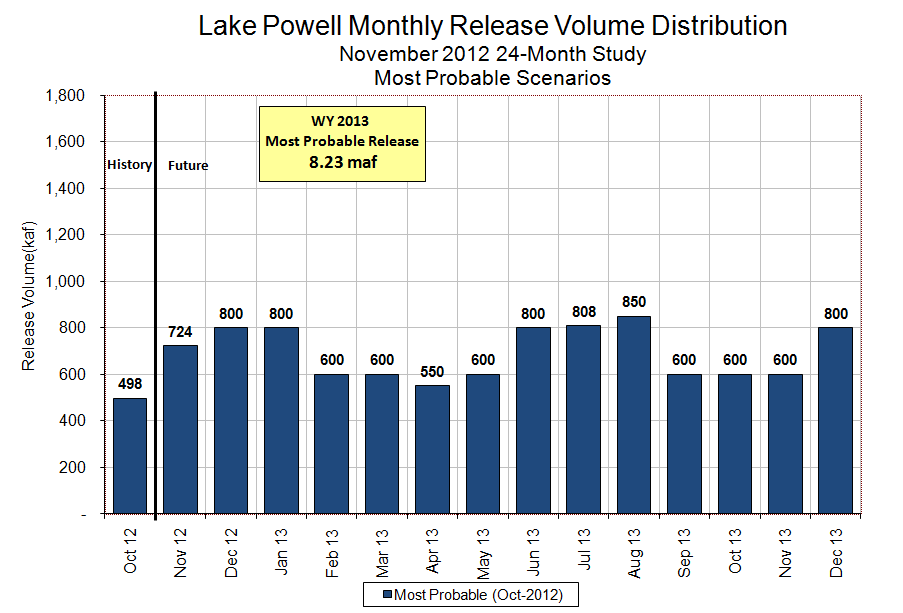 Lake Powell Monthly Release Volume Distribution
November 2012 24-Month Study
Most Probable Scenarios
Release Volume(kaf)
1,800
1,600
1,400
1,200
1,000
800
600
400
200
-
History
Future
WY 2013
Most Probable Release
8.23 maf
498
724
800
800
600
600
550
600
800
808
850
600
600
600
800
Oct 12
Nov 12
Dec 12
Jan 13
Feb 13
Mar 13
Apr 13
May 13
Jun 13
Jul 13
Aug 13
Sep 13
Oct 13
Nov 13
Dec 13
Most Probable (Oct-2012)